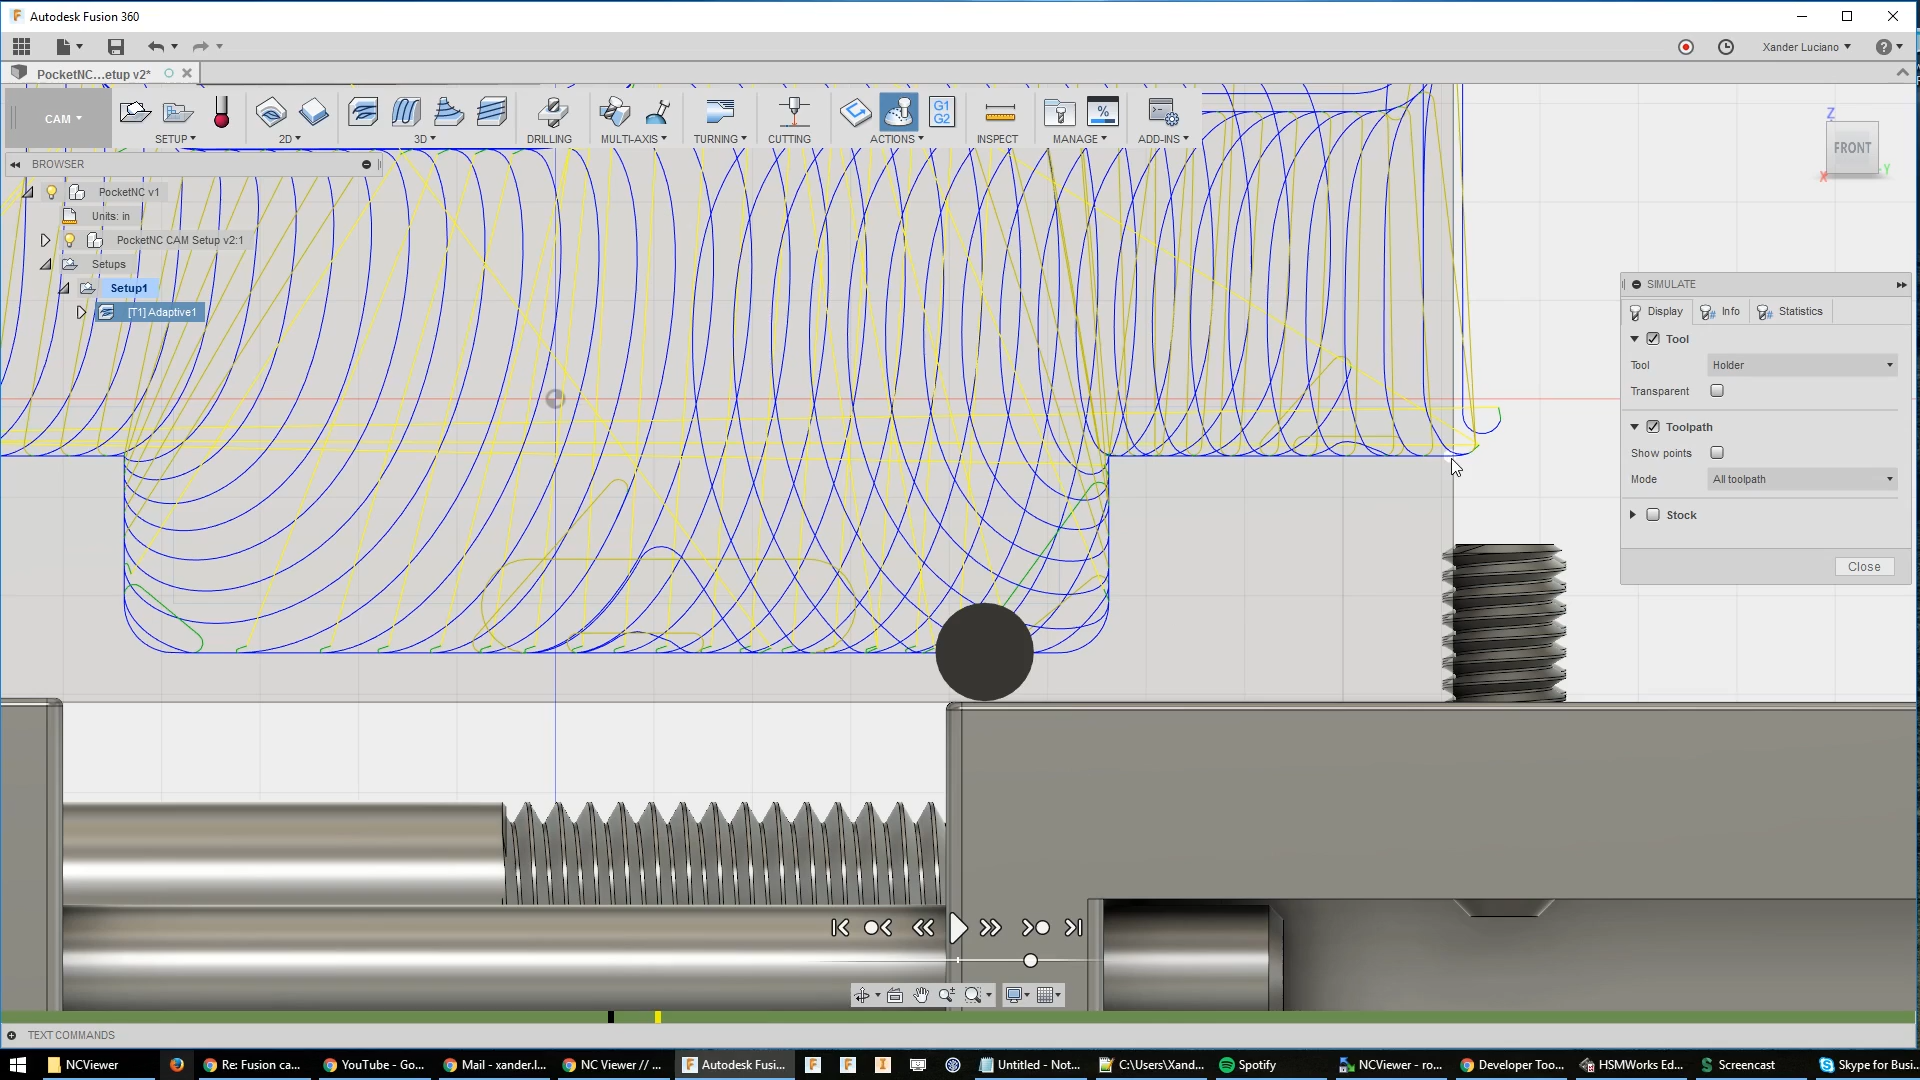 Autodesk Fusion 360
Xander Luciano
PocketNC...etup v2*
CAM
SETUP
2D
3D
DRILLING
MULTI-AXIS
TURNING
CUTTING
G1
G2
ACTIONS
INSPECT
%
MANAGE
ADD-INS
BROWSER
PocketNC v1
Units: in
PocketNC CAM Setup v2:1
Setups
Setup1
[T1] Adaptive1
Z
FRONT
X
Y
SIMULATE
Display
Info
Statistics
Tool
Tool Holder
Transparent
Toolpath
Show points
Mode All toolpath
Stock
Close
TEXT COMMANDS
NCViewer
Re: Fusion ca...
YouTube - Go...
Mail - xander.l...
NC Viewer // ...
Autodesk Fusi...
Untitled - Not...
C:\Users\Xand...
Spotify
NCViewer - ro...
Developer Too...
HSMWorks Ed...
Screencast
Skype for Busi...